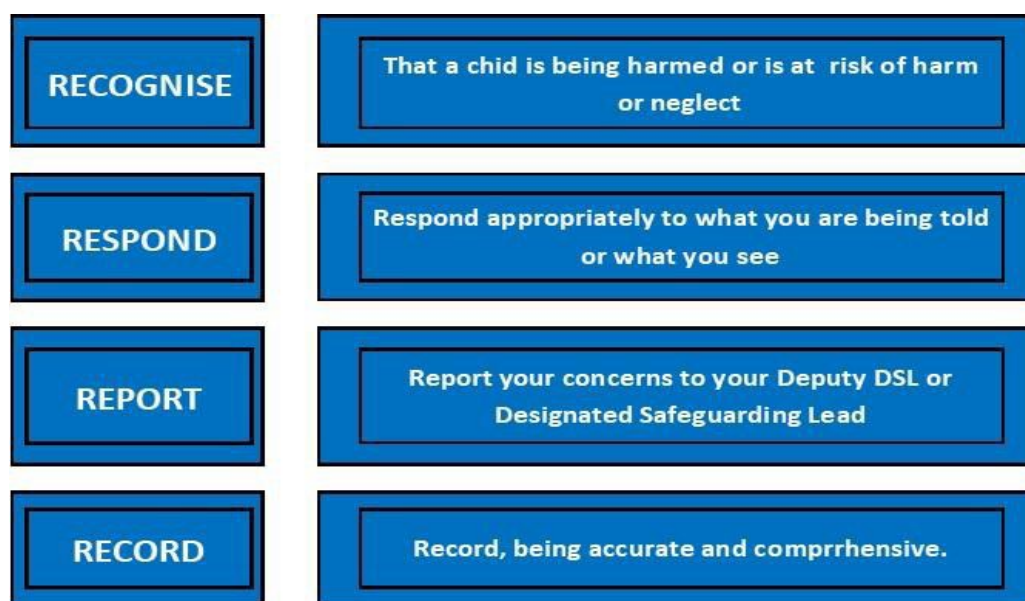 RECOGNISE
That a chid is being harmed or is at risk of harm
or neglect
RESPOND
Respond appropriately to what you are being told
or what you see
REPORT
Report your concerns to your Deputy DSL or
Designated Safeguarding Lead
RECORD
Record, being accurate and comprrhensive.